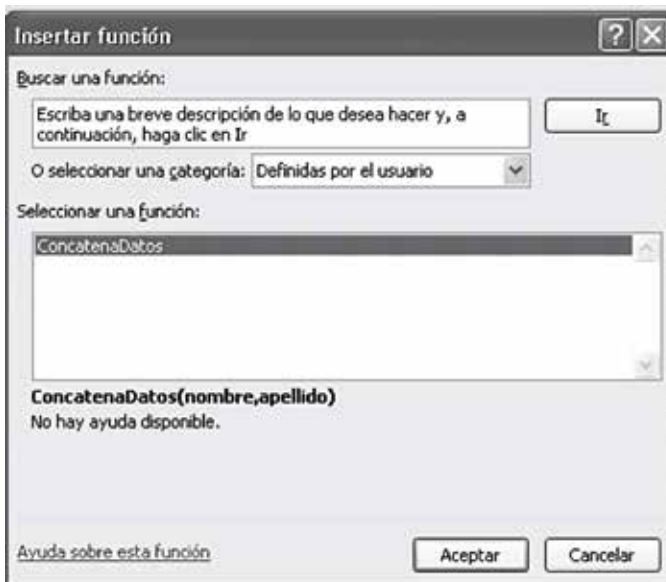 Insertar función
Buscar una función:
Escriba una breve descripción de lo que desea hacer y, a
continuación, haga clic en Ir
Ir
O seleccionar una categoría: Definidas por el usuario
Seleccionar una función:
ConcatenaDatos
ConcatenaDatos(nombre,apellido)
No hay ayuda disponible.
Ayuda sobre esta función
Aceptar
Cancelar